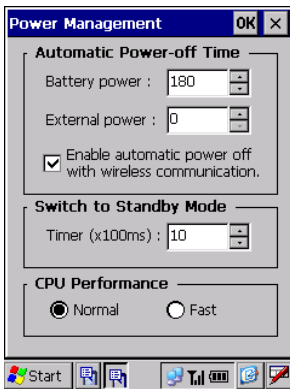 Power Management OK
Automatic Power-off Time
Battery power : 180
External power : 0
Enable automatic power off
with wireless communication.
Switch to Standby Mode
Timer (x100ms) : 10
CPU Performance
Normal Fast
Start